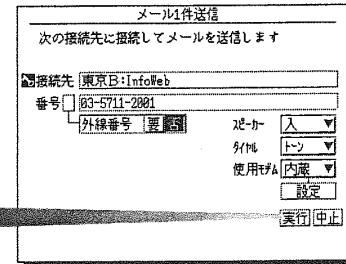 メール1件送信
次の接続先に接続してメールを送信します
接続先 東京B:InfoWeb
番号 03-5711-2001
外線番号 要 否
スピーカー 入 ▼
ダイヤル トーン ▼
使用モデム 内蔵 ▼
設定
実行 中止